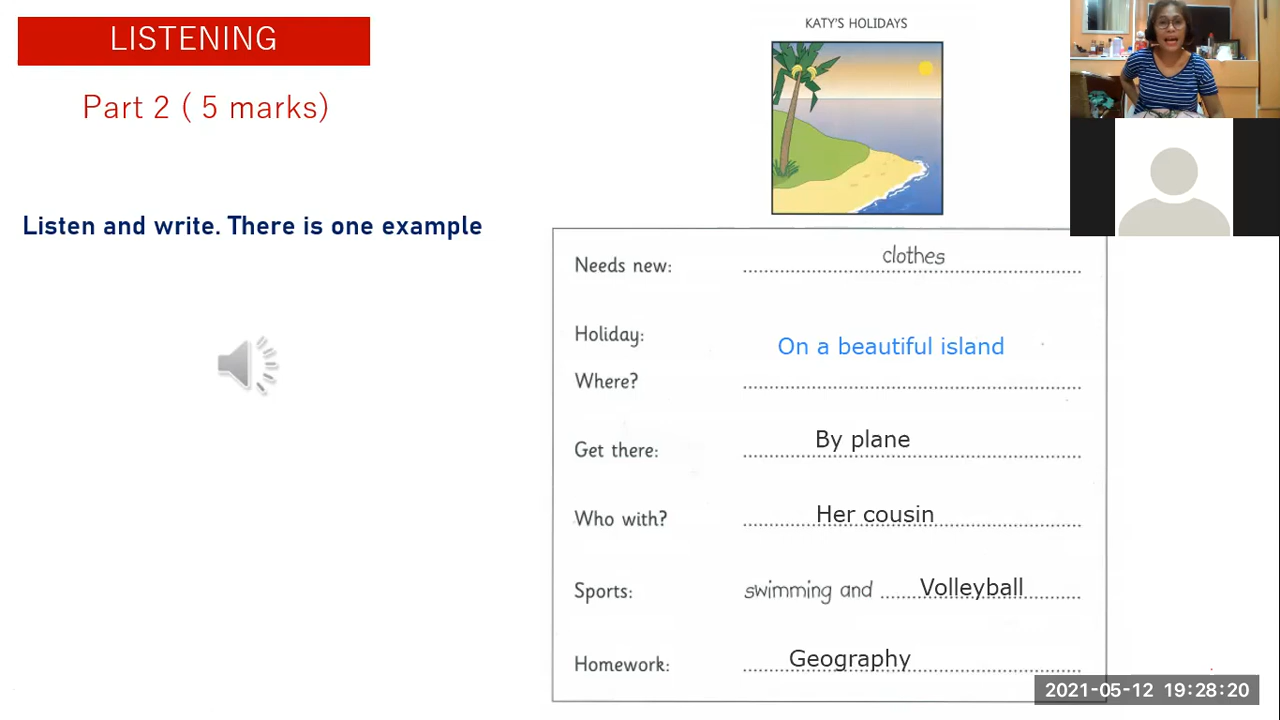 LISTENING
Part 2 ( 5 marks)
Listen and write. There is one example
KATY'S HOLIDAYS
Needs new: clothes
Holiday:
On a beautiful island
Where?
Get there: By plane
Who with? Her cousin
Sports: swimming and Volleyball
Homework: Geography
2021-05-12 19:28:20